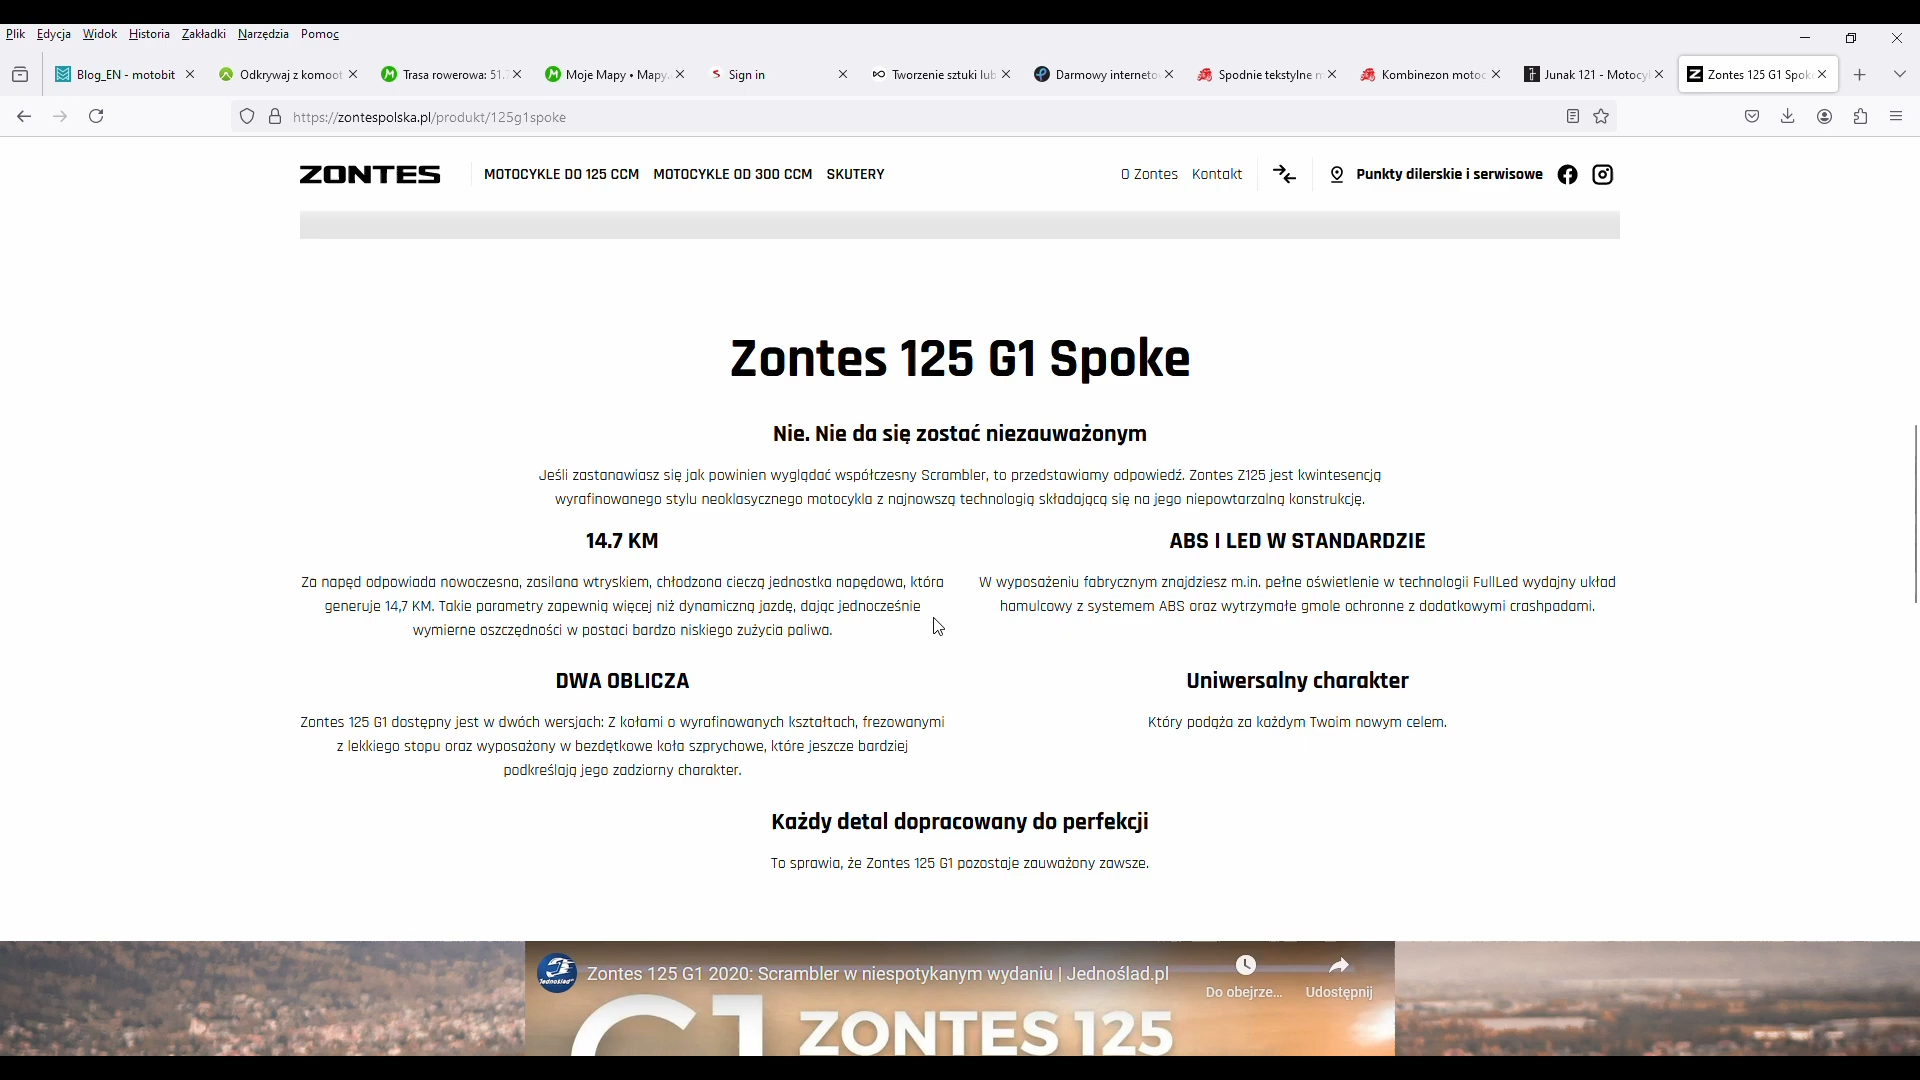 Plik Edycja Widok Historia Zakładki Narzędzia Pomoc
Blog_EN - motobit Odkrywaj z komoot Trasa rowerowa: 51. Moje Mapy • Mapy. Sign in Tworzenie sztuki lub Darmowy interneto Spodnie tekstylne m Kombinezon motoc Junak 121 - Motocyk Zontes 125 G1 Spok
https://zontespolska.pl/produkt/125g1spoke
ZONTES MOTOCYKLE DO 125 CCM MOTOCYKLE OD 300 CCM SKUTERY O Zontes Kontakt Punkty dilerskie i serwisowe
Zontes 125 G1 Spoke
Nie. Nie da się zostać niezauważonym
Jeśli zastanawiasz się jak powinien wyglądać współczesny Scrambler, to przedstawiamy odpowiedź. Zontes Z125 jest kwintesencją
wyrafinowanego stylu neoklasycznego motocykla z najnowszą technologią składającą się na jego niepowtarzalną konstrukcję.
14.7 KM
Za napęd odpowiada nowoczesna, zasilana wtryskiem, chłodzona cieczą jednostka napędowa, która
generuje 14,7 KM. Takie parametry zapewnią więcej niż dynamiczną jazdę, dając jednocześnie
wymierne oszczędności w postaci bardzo niskiego zużycia paliwa.
ABS I LED W STANDARDZIE
W wyposażeniu fabrycznym znajdziesz m.in. pełne oświetlenie w technologii FullLed wydajny układ
hamulcowy z systemem ABS oraz wytrzymałe gmole ochronne z dodatkowymi crashpadami.
DWA OBLICZA
Zontes 125 G1 dostępny jest w dwóch wersjach: Z kołami o wyrafinowanych kształtach, frezowanymi
z lekkiego stopu oraz wyposażony w bezdętkowe koła szprychowe, które jeszcze bardziej
podkreślają jego zadziorny charakter.
Uniwersalny charakter
Który podąża za każdym Twoim nowym celem.
Każdy detal dopracowany do perfekcji
To sprawia, że Zontes 125 G1 pozostaje zauważony zawsze.
Jednoślad Zontes 125 G1 2020: Scrambler w niespotykanym wydaniu | Jednoślad.pl
Do obejrze... Udostępnij
G1 ZONTES 125